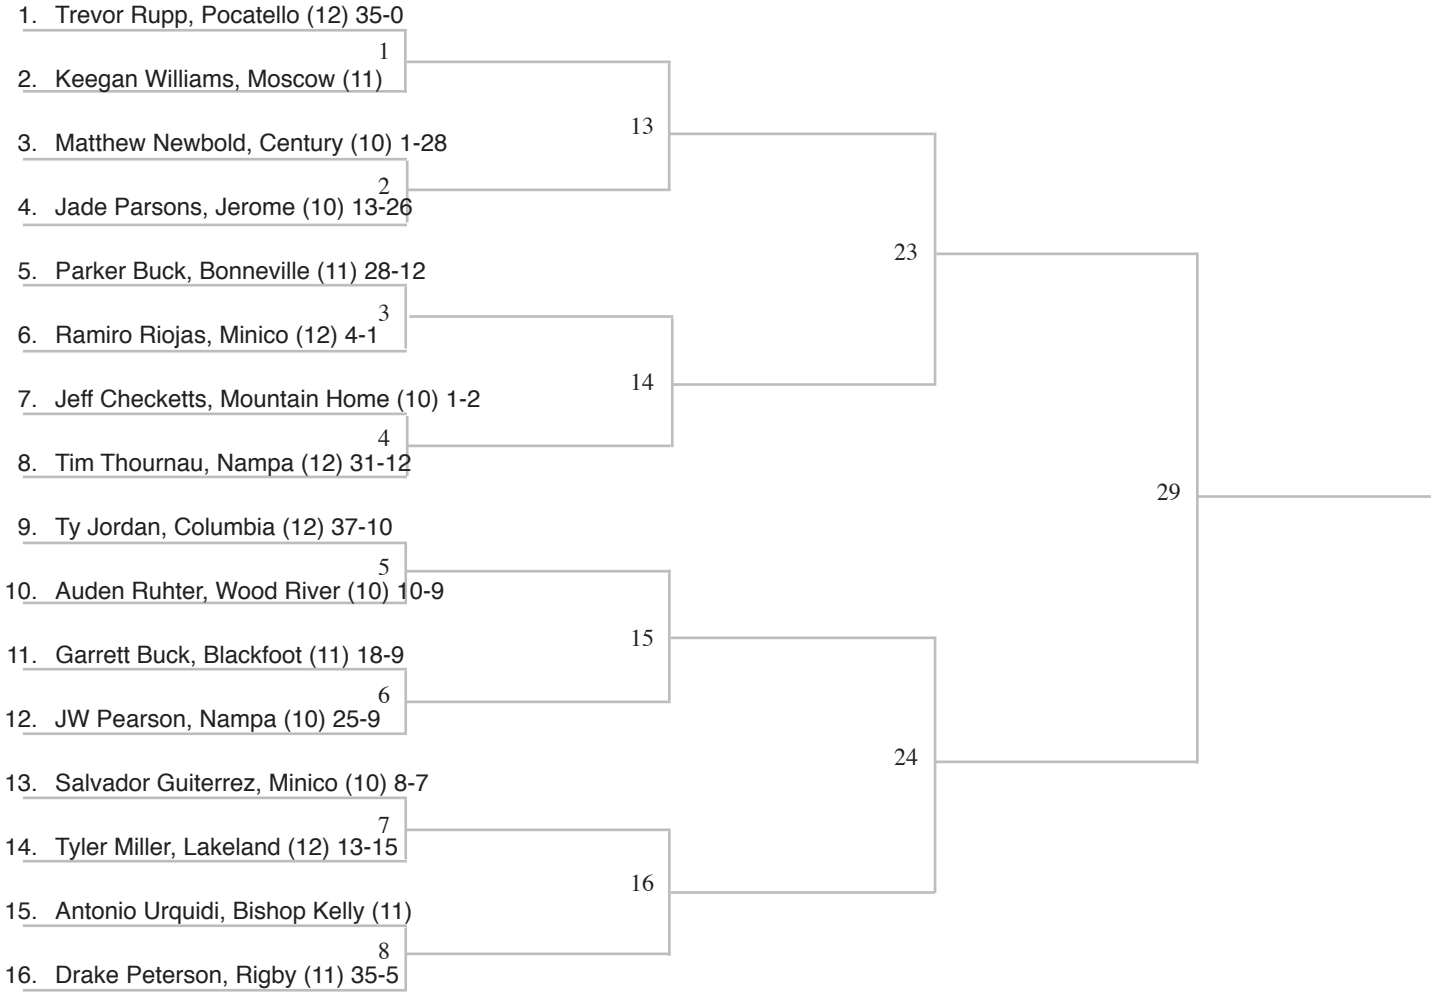 1. Trevor Rupp, Pocatello (12) 35-0
1
2. Keegan Williams, Moscow (11)
13
3. Matthew Newbold, Century (10) 1-28
2
4. Jade Parsons, Jerome (10) 13-26
23
5. Parker Buck, Bonneville (11) 28-12
3
6. Ramiro Riojas, Minico (12) 4-1
14
7. Jeff Checketts, Mountain Home (10) 1-2
4
8. Tim Thournau, Nampa (12) 31-12
29
9. Ty Jordan, Columbia (12) 37-10
5
10. Auden Ruhter, Wood River (10) 10-9
15
11. Garrett Buck, Blackfoot (11) 18-9
6
12. JW Pearson, Nampa (10) 25-9
24
13. Salvador Guiterrez, Minico (10) 8-7
7
14. Tyler Miller, Lakeland (12) 13-15
16
15. Antonio Urquidi, Bishop Kelly (11)
8
16. Drake Peterson, Rigby (11) 35-5